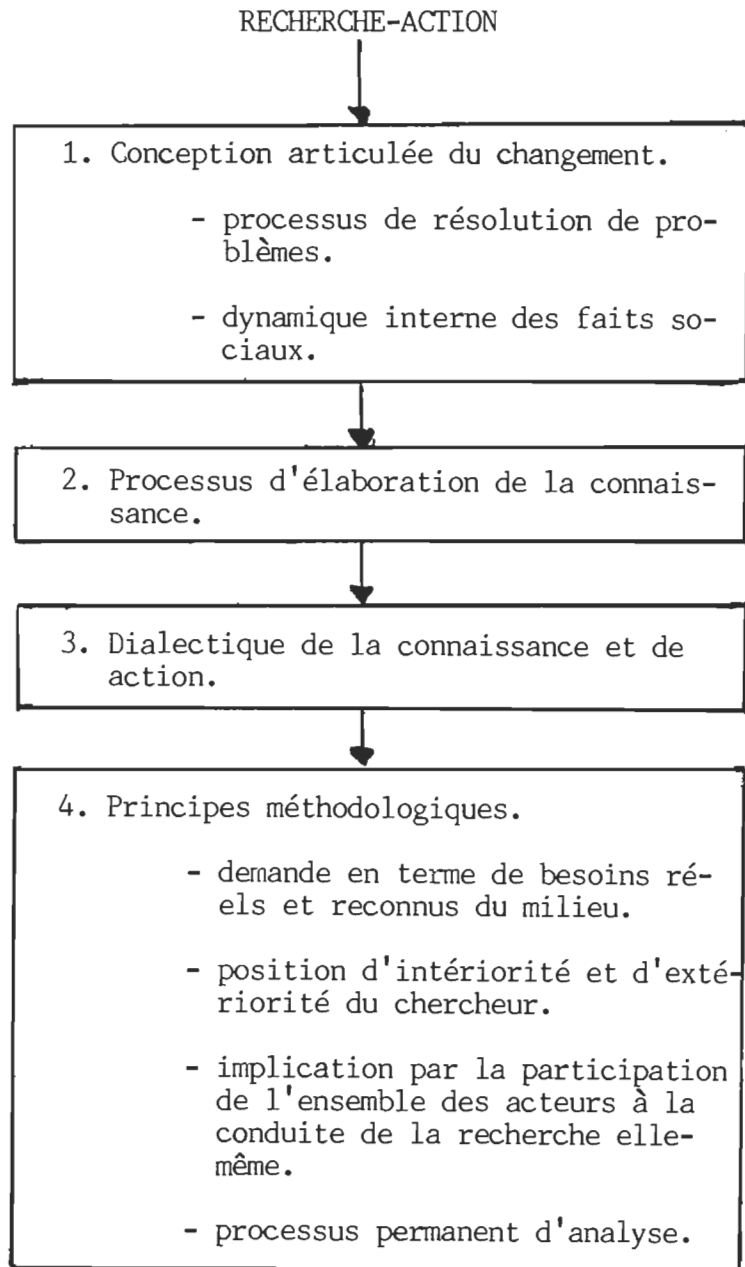 RECHERCHE-ACTION
1. Conception articulée du changement.
- processus de résolution de pro-
blèmes.
- dynamique interne des faits so-
ciaux.
2. Processus d'élaboration de la connais-
sance.
3. Dialectique de la connaissance et de
action.
4. Principes méthodologiques.
- demande en terme de besoins ré-
els et reconnus du milieu.
- position d'intériorité et d'exté-
riorité du chercheur.
- implication par la participation
de l'ensemble des acteurs à la
conduite de la recherche elle-
même.
- processus permanent d'analyse.